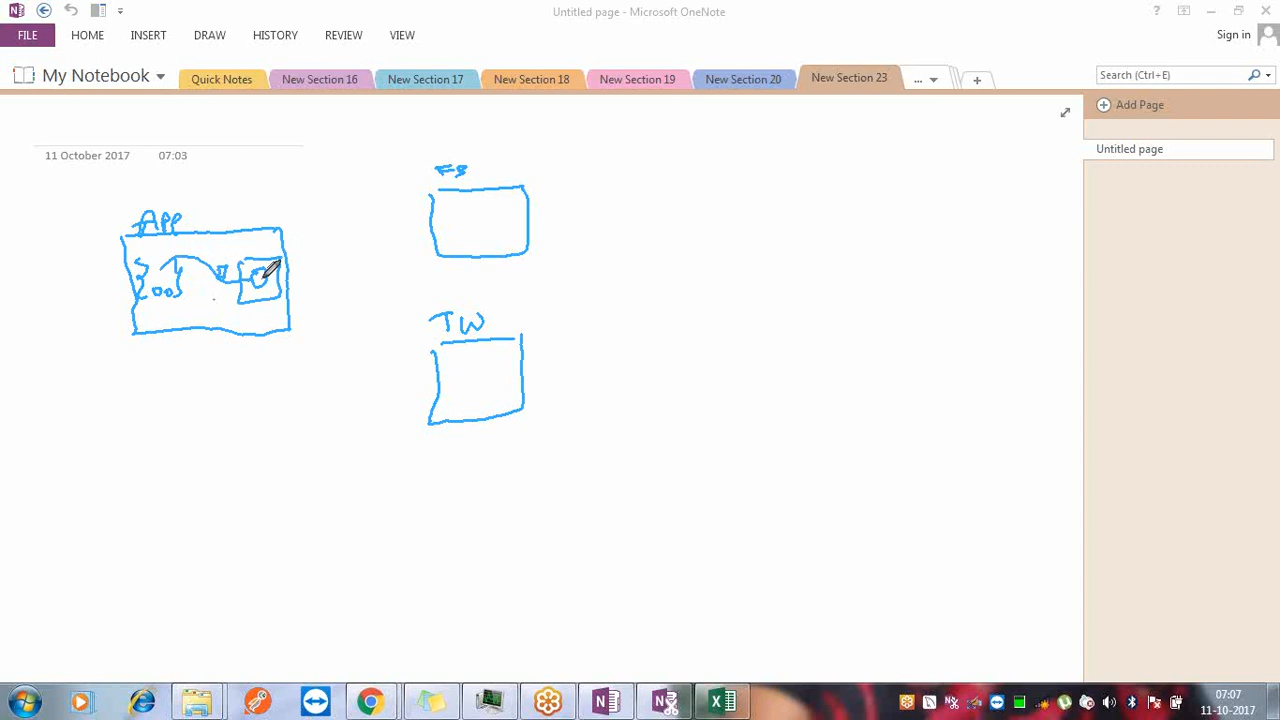 Untitled page - Microsoft OneNote
?
Sign in
FILE HOME INSERT DRAW HISTORY REVIEW VIEW
My Notebook
Quick Notes New Section 16 New Section 17 New Section 18 New Section 19 New Section 20 New Section 23 ...
Search (Ctrl+E)
Add Page
Untitled page
11 October 2017 07:03
FB
App
TW
07:07
11-10-2017